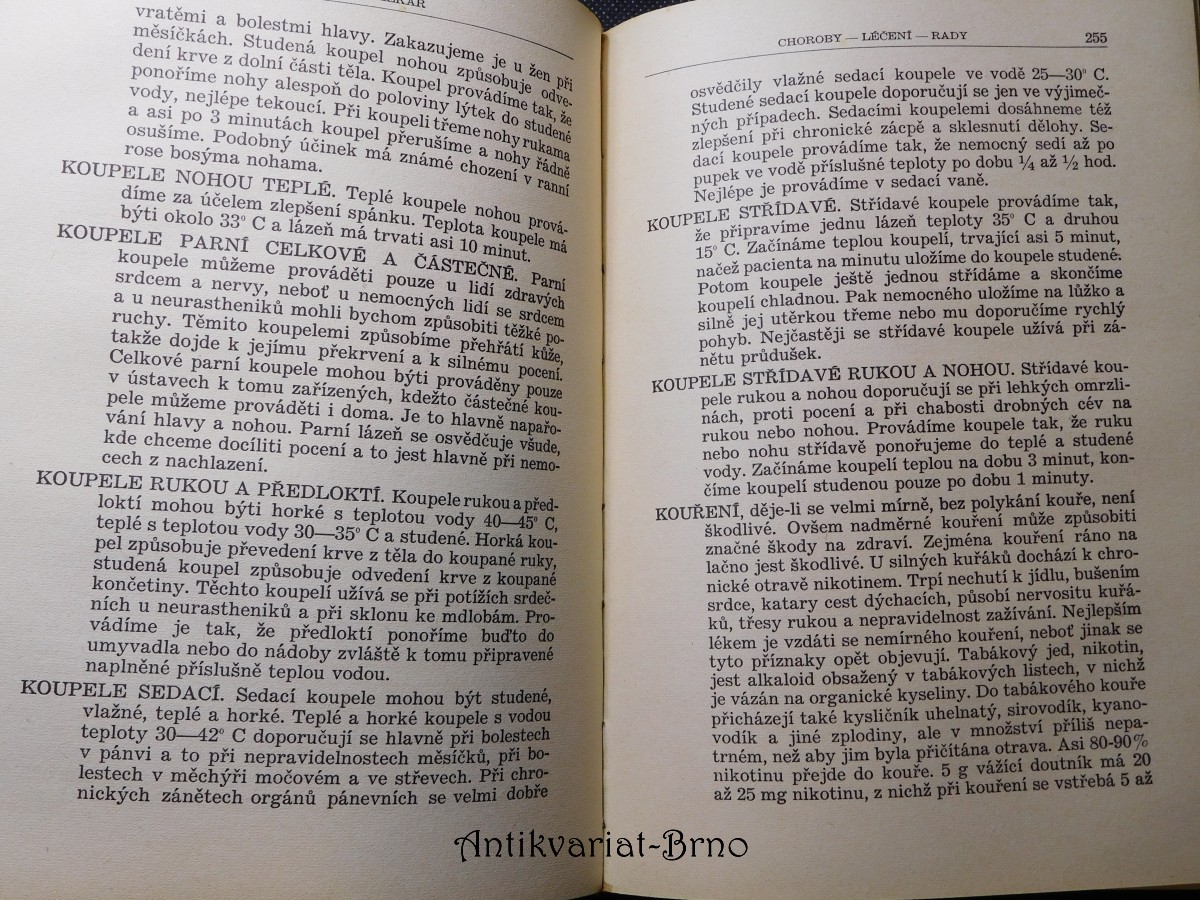 vratěmi a bolestmi hlavy. Zakazujeme je u žen při
měsíčkách. Studená koupel nohou způsobuje odve-
dení krve z dolní části těla. Koupel provádíme tak, že
ponoříme nohy alespoň do poloviny lýtek do studené
vody, nejlépe tekoucí. Při koupeli třeme nohy rukama
a asi po 3 minutách koupel přerušíme a nohy řádně
osušíme. Podobný účinek má známé chození v ranní
rose bosýma nohama.
KOUPELE NOHOU TEPLÉ. Teplé koupele nohou prová-
díme za účelem zlepšení spánku. Teplota koupele má
býti okolo 33° C a lázeň má trvati asi 10 minut.
KOUPELE PARNÍ CELKOVÉ A ČÁSTEČNÉ. Parní
koupele můžeme prováděti pouze u lidí zdravých
srdcem a nervy, neboť u nemocných lidí se srdcem
a u neurastheniků mohli bychom způsobiti těžké po-
ruchy. Těmito koupelemi způsobíme přehřátí kůže,
takže dojde k jejímu překrvení a k silnému pocení.
Celkové parní koupele mohou býti prováděny pouze
v ústavech k tomu zařízených, kdežto částečné kou-
pele můžeme prováděti i doma. Je to hlavně napařo-
vání hlavy a nohou. Parní lázeň se osvědčuje všude,
kde chceme docíliti pocení a to jest hlavně při nemo-
cech z nachlazení.
KOUPELE RUKOU A PŘEDLOKTÍ. Koupele rukou a před-
loktí mohou býti horké s teplotou vody 40—45° C,
teplé s teplotou vody 30—35° C a studené. Horká kou-
pel způsobuje převedení krve z těla do koupané ruky,
studená koupel způsobuje odvedení krve z koupané
končetiny. Těchto koupelí užívá se při potížích srdeč-
ních u neurastheniků a při sklonu ke mdlobám. Pro-
vádíme je tak, že předloktí ponoříme buďto do
umyvadla nebo do nádoby zvláště k tomu připravené
naplněné příslušně teplou vodou.
KOUPELE SEDACÍ. Sedací koupele mohou být studené,
vlažné, teplé a horké. Teplé a horké koupele s vodou
teploty 30—42° C doporučují se hlavně při bolestech
v pánvi a to při nepravidelnostech měsíčků, při bo-
lestech v měchýři močovém a ve střevech. Při chro-
nických zánětech orgánů pánevních se velmi dobře
CHOROBY — LÉČENÍ — RADY 255
osvědčily vlažné sedací koupele ve vodě 25—30° C.
Studené sedací koupele doporučují se jen ve výjimeč-
ných případech. Sedacími koupelemi dosáhneme též
zlepšení při chronické zácpě a sklesnutí dělohy. Se-
dací koupele provádíme tak, že nemocný sedí až po
pupek ve vodě příslušné teploty po dobu ¼ až ½ hod.
Nejlépe je provádíme v sedací vaně.
KOUPELE STŘÍDAVÉ. Střídavé koupele provádíme tak,
že připravíme jednu lázeň teploty 35° C a druhou
15° C. Začínáme teplou koupelí, trvající asi 5 minut,
načež pacienta na minutu uložíme do koupele studené.
Potom koupele ještě jednou střídáme a skončíme
koupelí chladnou. Pak nemocného uložíme na lůžko a
silně jej utěrkou třeme nebo mu doporučíme rychlý
pohyb. Nejčastěji se střídavé koupele užívá při zá-
nětu průdušek.
KOUPELE STŘÍDAVÉ RUKOU A NOHOU. Střídavé kou-
pele rukou a nohou doporučují se při lehkých omrzli-
nách, proti pocení a při chabosti drobných cév na
rukou nebo nohou. Provádíme koupele tak, že ruku
nebo nohu střídavě ponořujeme do teplé a studené
vody. Začínáme koupelí teplou na dobu 3 minut, kon-
číme koupelí studenou pouze po dobu 1 minuty.
KOUŘENÍ, děje-li se velmi mírně, bez polykání kouře, není
škodlivé. Ovšem nadměrné kouření může způsobiti
značné škody na zdraví. Zejména kouření ráno na
lačno jest škodlivé. U silných kuřáků dochází k chro-
nické otravě nikotinem. Trpí nechutí k jídlu, bušením
srdce, katary cest dýchacích, působí nervositu kuřá-
ků, třesy rukou a nepravidelnost zažívání. Nejlepším
lékem je vzdáti se nemírného kouření, neboť jinak se
tyto příznaky opět objevují. Tabákový jed, nikotin,
jest alkaloid obsažený v tabákových listech, v nichž
je vázán na organické kyseliny. Do tabákového kouře
přicházejí také kysličník uhelnatý, sirovodík, kyano-
vodík a jiné zplodiny, ale v množství příliš nepa-
trném, než aby jim byla přičítána otrava. Asi 80-90%
nikotinu přejde do kouře. 5 g vážící doutník má 20
až 25 mg nikotinu, z nichž při kouření se vstřebá 5 až
Antikvariat-Brno